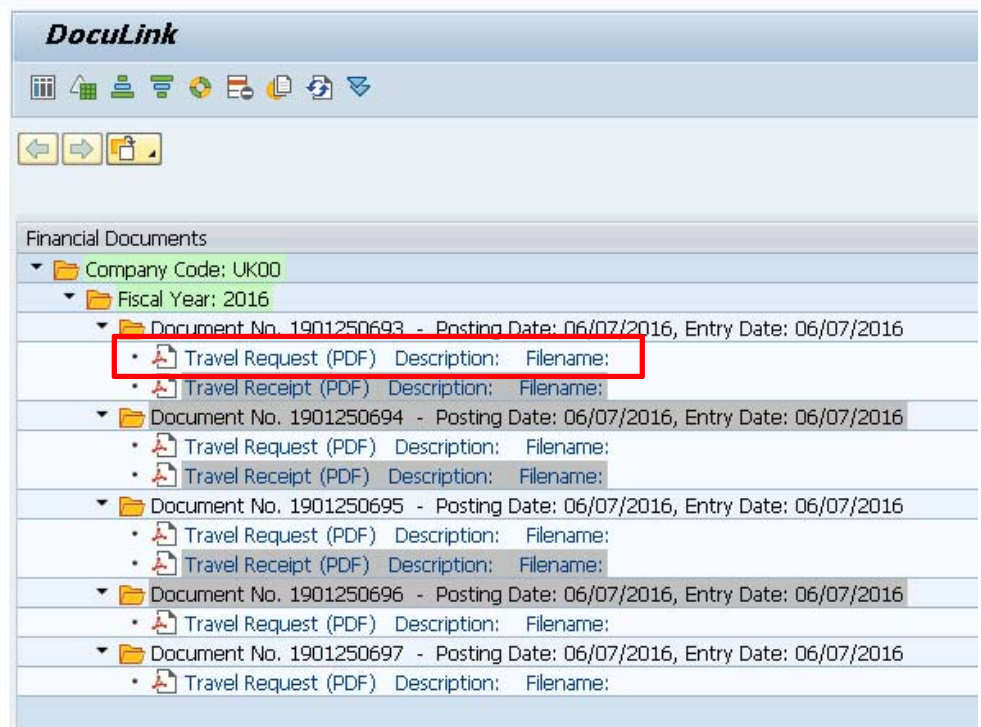 DocuLink
Financial Documents
Company Code: UK00
Fiscal Year: 2016
Document No. 1901250693 - Posting Date: 06/07/2016, Entry Date: 06/07/2016
Travel Request (PDF) Description: Filename:
Travel Receipt (PDF) Description: Filename:
Document No. 1901250694 - Posting Date: 06/07/2016, Entry Date: 06/07/2016
Travel Request (PDF) Description: Filename:
Travel Receipt (PDF) Description: Filename:
Document No. 1901250695 - Posting Date: 06/07/2016, Entry Date: 06/07/2016
Travel Request (PDF) Description: Filename:
Travel Receipt (PDF) Description: Filename:
Document No. 1901250696 - Posting Date: 06/07/2016, Entry Date: 06/07/2016
Travel Request (PDF) Description: Filename:
Document No. 1901250697 - Posting Date: 06/07/2016, Entry Date: 06/07/2016
Travel Request (PDF) Description: Filename: